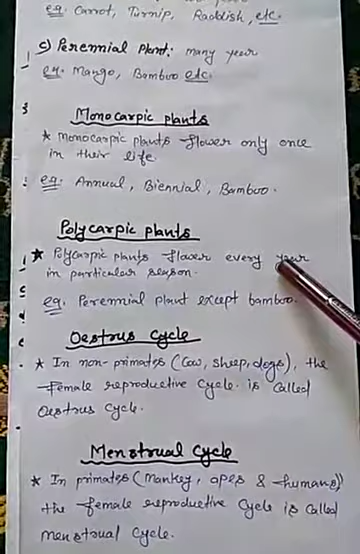 eg. Carrot, Turnip, Raddish, etc.
c) Perennial Plant: many year
eg. Mango, Bamboo etc.
Monocarpic plants
* Monocarpic plants flower only once
in their life.
eg. Annual, Biennial, Bamboo.
Polycarpic plants
* Polycarpic plants flower every year
in particular season.
eg. Perennial plant except bamboo.
Oestrus Cycle
* In non-primates (Cow, sheep, dogs), the
female reproductive cycle is called
Oestrus cycle.
Menstrual Cycle
* In primates (Mankey, apes & humans)
the female reproductive cycle is called
menstrual cycle.